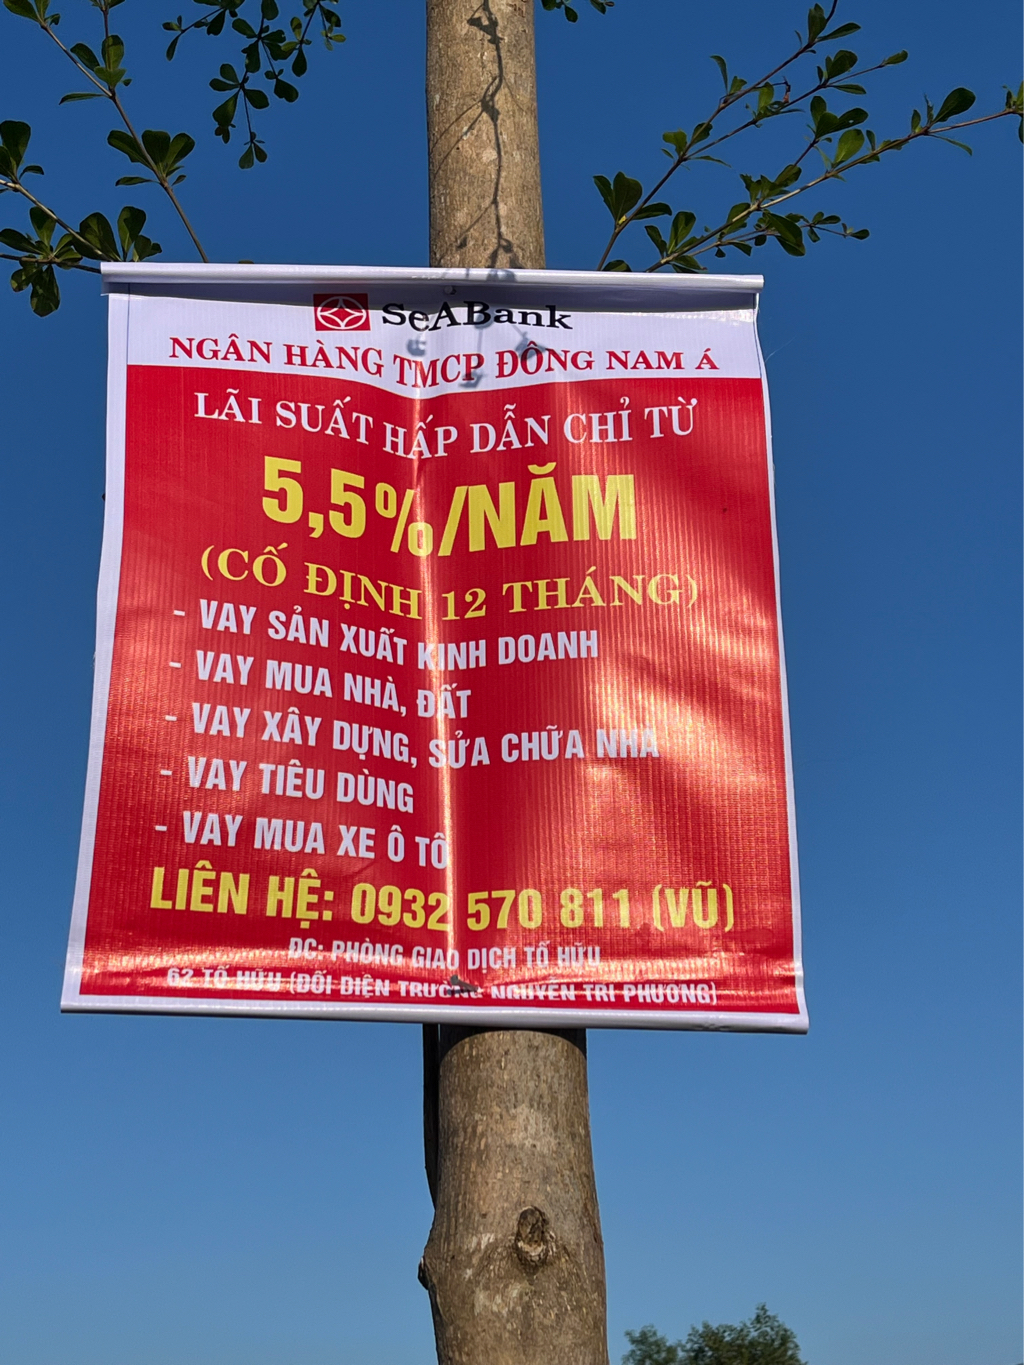 SeABank
NGÂN HÀNG TMCP ĐÔNG NAM Á
LÃI SUẤT HẤP DẪN CHỈ TỪ
5,5%/NĂM
(CỐ ĐỊNH 12 THÁNG)
- VAY SẢN XUẤT KINH DOANH
- VAY MUA NHÀ, ĐẤT
- VAY XÂY DỰNG, SỬA CHỮA NHÀ
- VAY TIÊU DÙNG
- VAY MUA XE Ô TÔ
LIÊN HỆ: 0932 570 811 (VŨ)
ĐC: PHÒNG GIAO DỊCH TỐ HỮU
62 TỐ HỮU (ĐỐI DIỆN TRƯỜNG NGUYỄN TRI PHƯƠNG)